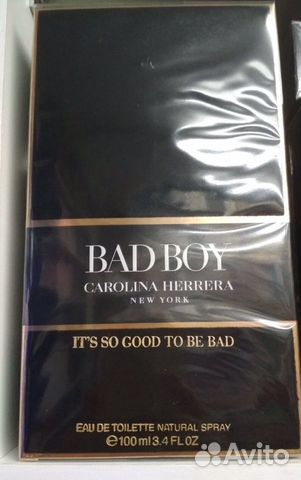 BAD BOY
CAROLINA HERRERA
NEW YORK
IT'S SO GOOD TO BE BAD
EAU DE TOILETTE NATURAL SPRAY
℮100 ml 3.4 FL OZ
Avito